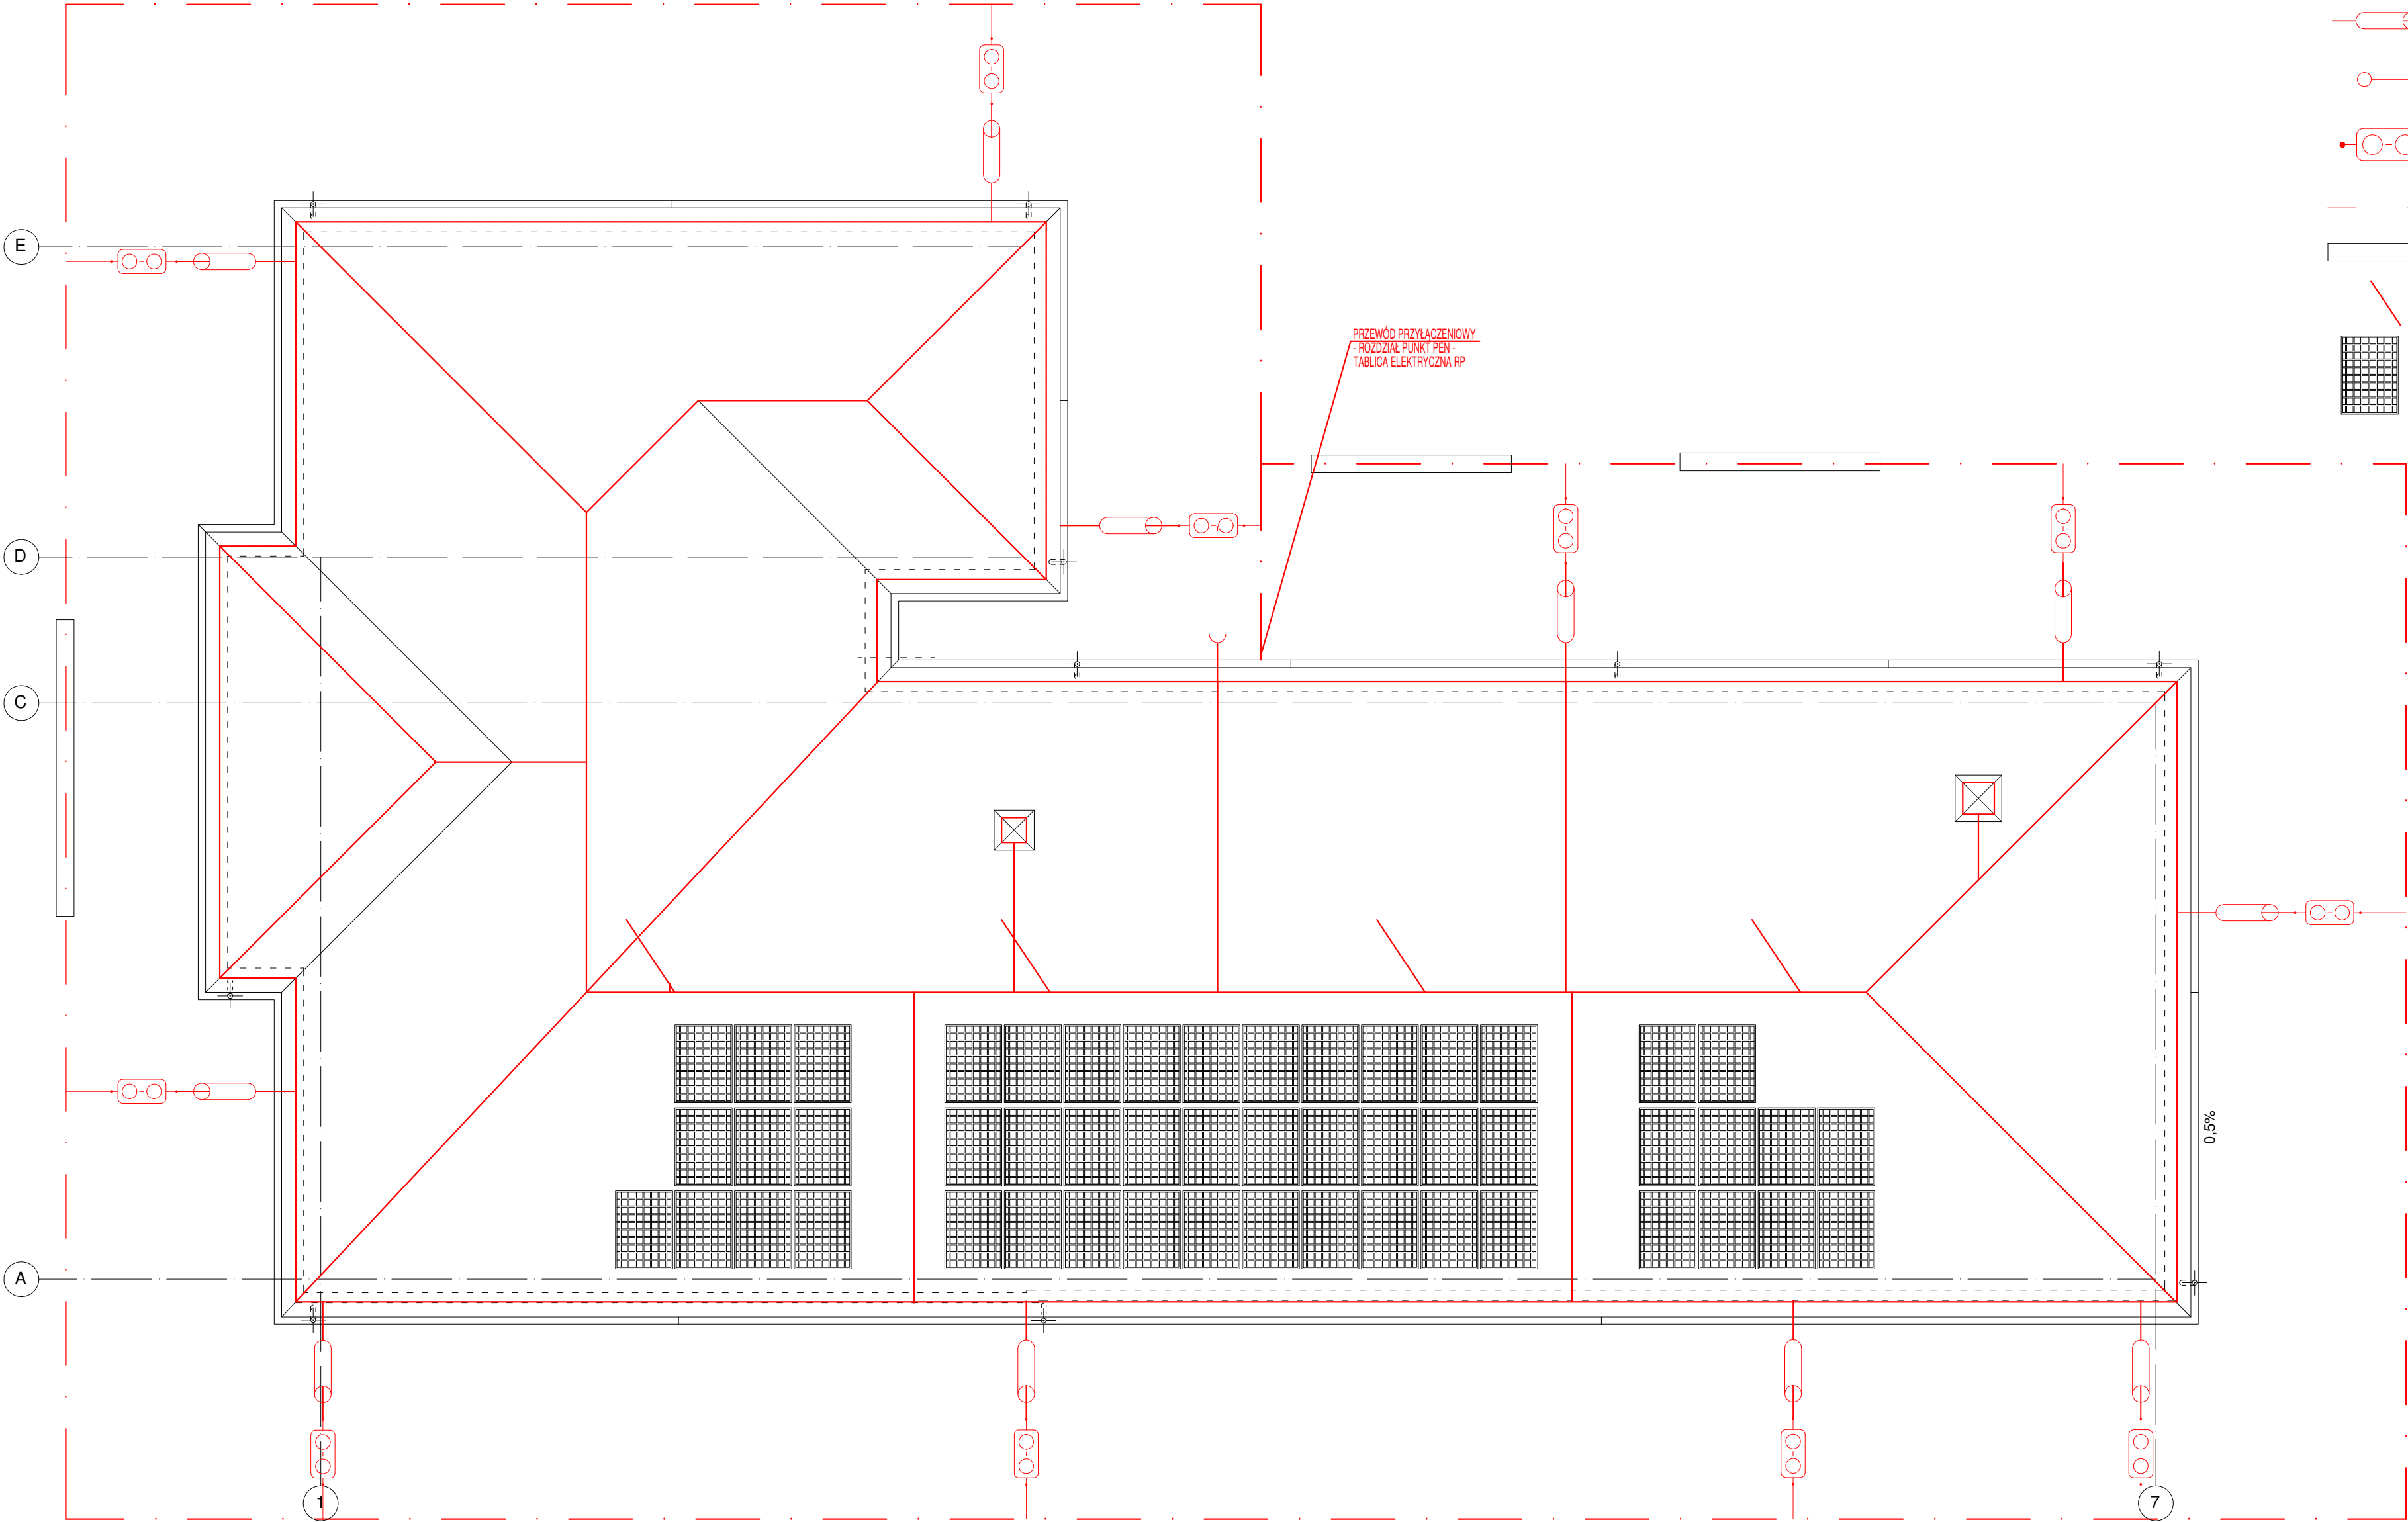 E
PRZEWÓD PRZYŁĄCZENIOWY
- ROZDZIAŁ PUNKT PEN -
TABLICA ELEKTRYCZNA RP
D
C
0,5%
A
1
7